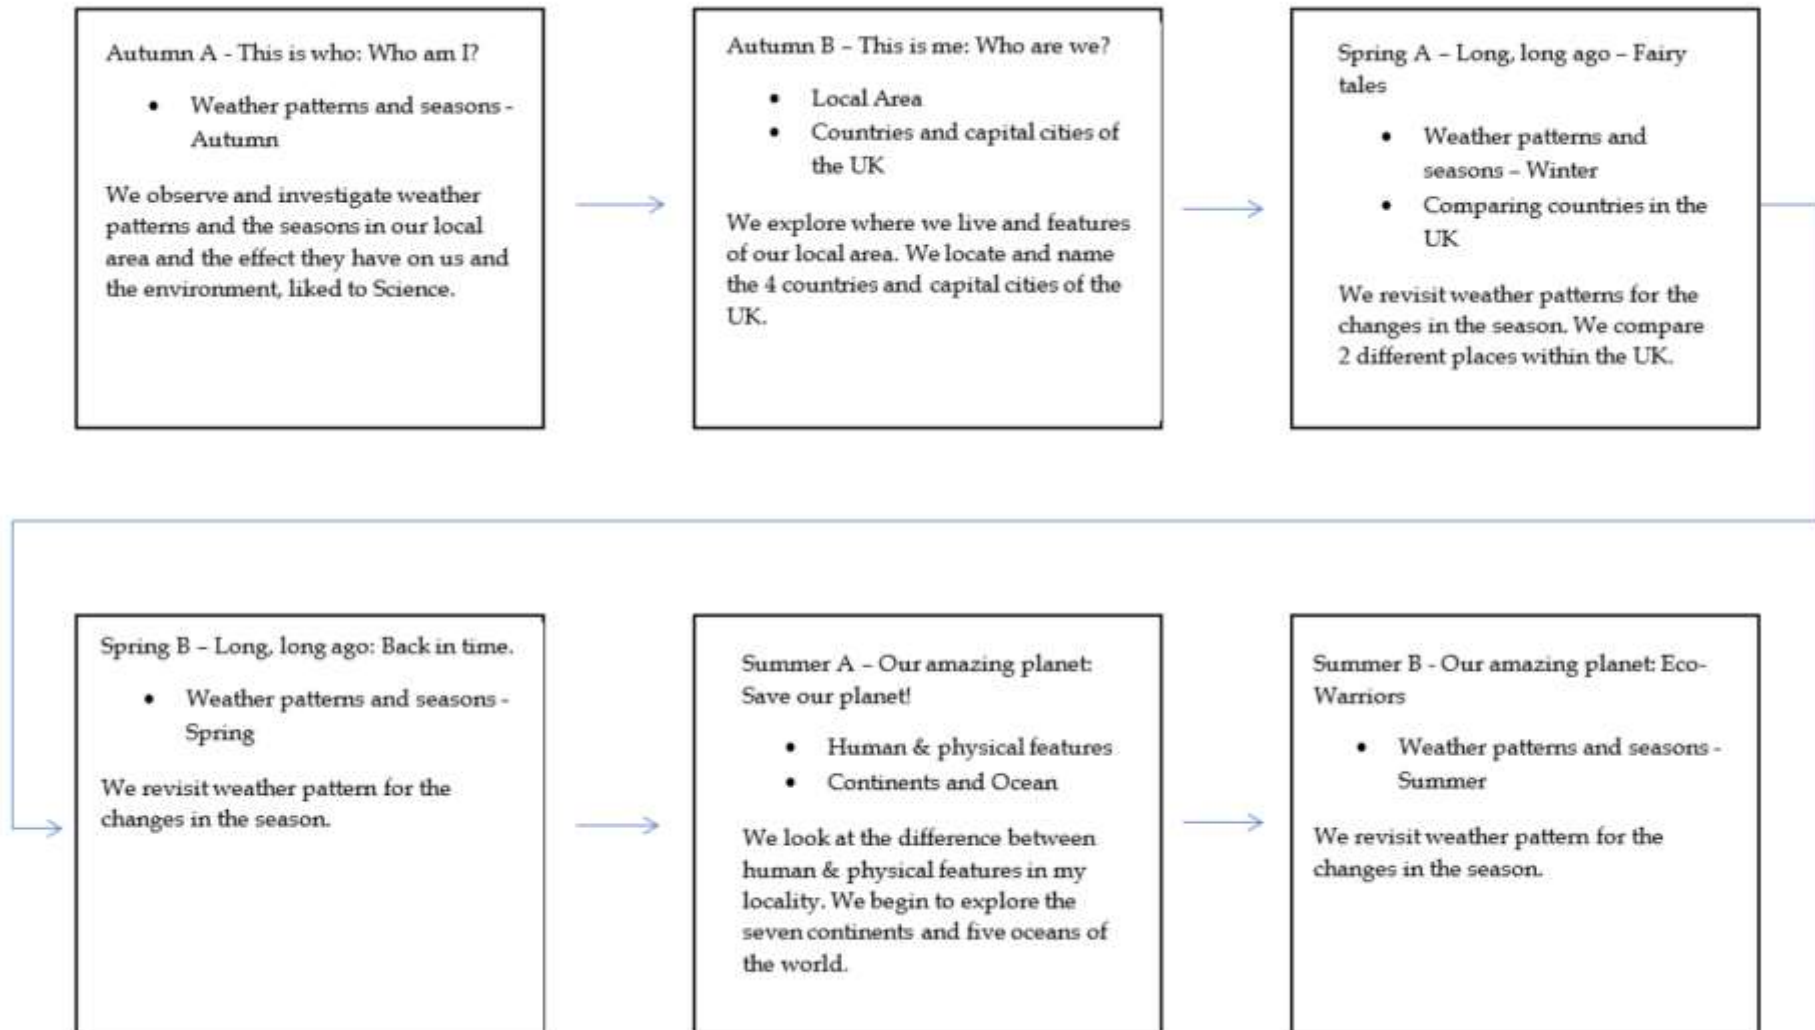 Autumn A - This is who: Who am I?
• Weather patterns and seasons -
Autumn
We observe and investigate weather
patterns and the seasons in our local
area and the effect they have on us and
the environment, liked to Science.
Autumn B – This is me: Who are we?
• Local Area
• Countries and capital cities of
the UK
We explore where we live and features
of our local area. We locate and name
the 4 countries and capital cities of the
UK.
Spring A – Long, long ago – Fairy
tales
• Weather patterns and
seasons – Winter
• Comparing countries in the
UK
We revisit weather patterns for the
changes in the season. We compare
2 different places within the UK.
Spring B – Long, long ago: Back in time.
• Weather patterns and seasons -
Spring
We revisit weather pattern for the
changes in the season.
Summer A – Our amazing planet:
Save our planet!
• Human & physical features
• Continents and Ocean
We look at the difference between
human & physical features in my
locality. We begin to explore the
seven continents and five oceans of
the world.
Summer B - Our amazing planet: Eco-
Warriors
• Weather patterns and seasons -
Summer
We revisit weather pattern for the
changes in the season.